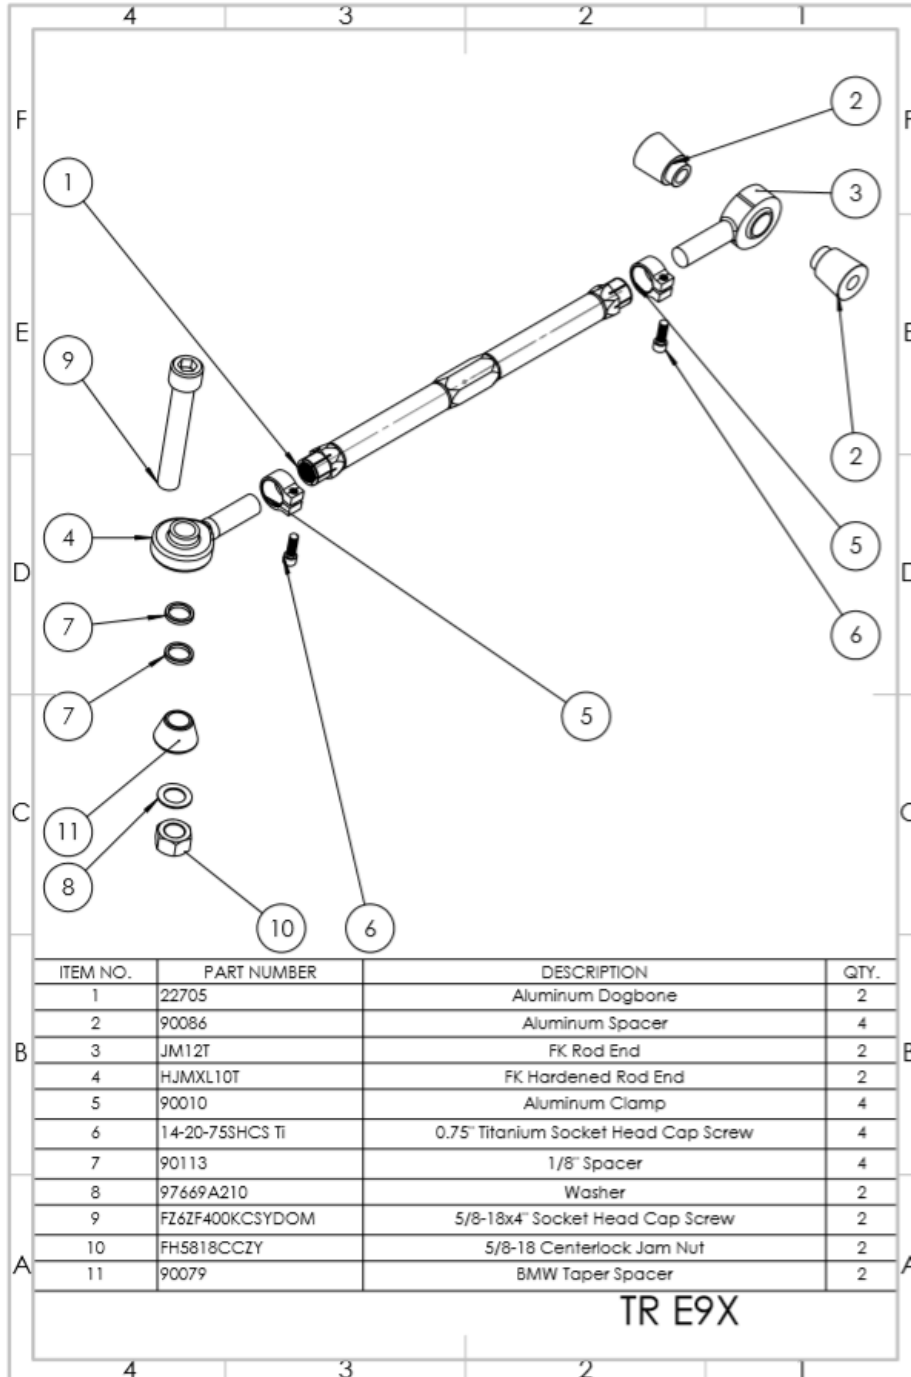 4 3 2 1
F 2 F
1 3
E 9 E
2
4 5
D D
7 6
7 5
C 11 C
8
10 6
ITEM NO. PART NUMBER DESCRIPTION QTY.
1 22705 Aluminum Dogbone 2
2 90086 Aluminum Spacer 4
B 3 JM12T FK Rod End 2 B
4 HJMXL10T FK Hardened Rod End 2
5 90010 Aluminum Clamp 4
6 14-20-75SHCS Ti 0.75" Titanium Socket Head Cap Screw 4
7 90113 1/8" Spacer 4
8 97669A210 Washer 2
9 FZ6ZF400KCSYDOM 5/8-18x4" Socket Head Cap Screw 2
A 10 FH5818CCZY 5/8-18 Centerlock Jam Nut 2 A
11 90079 BMW Taper Spacer 2
TR E9X
4 3 2 1